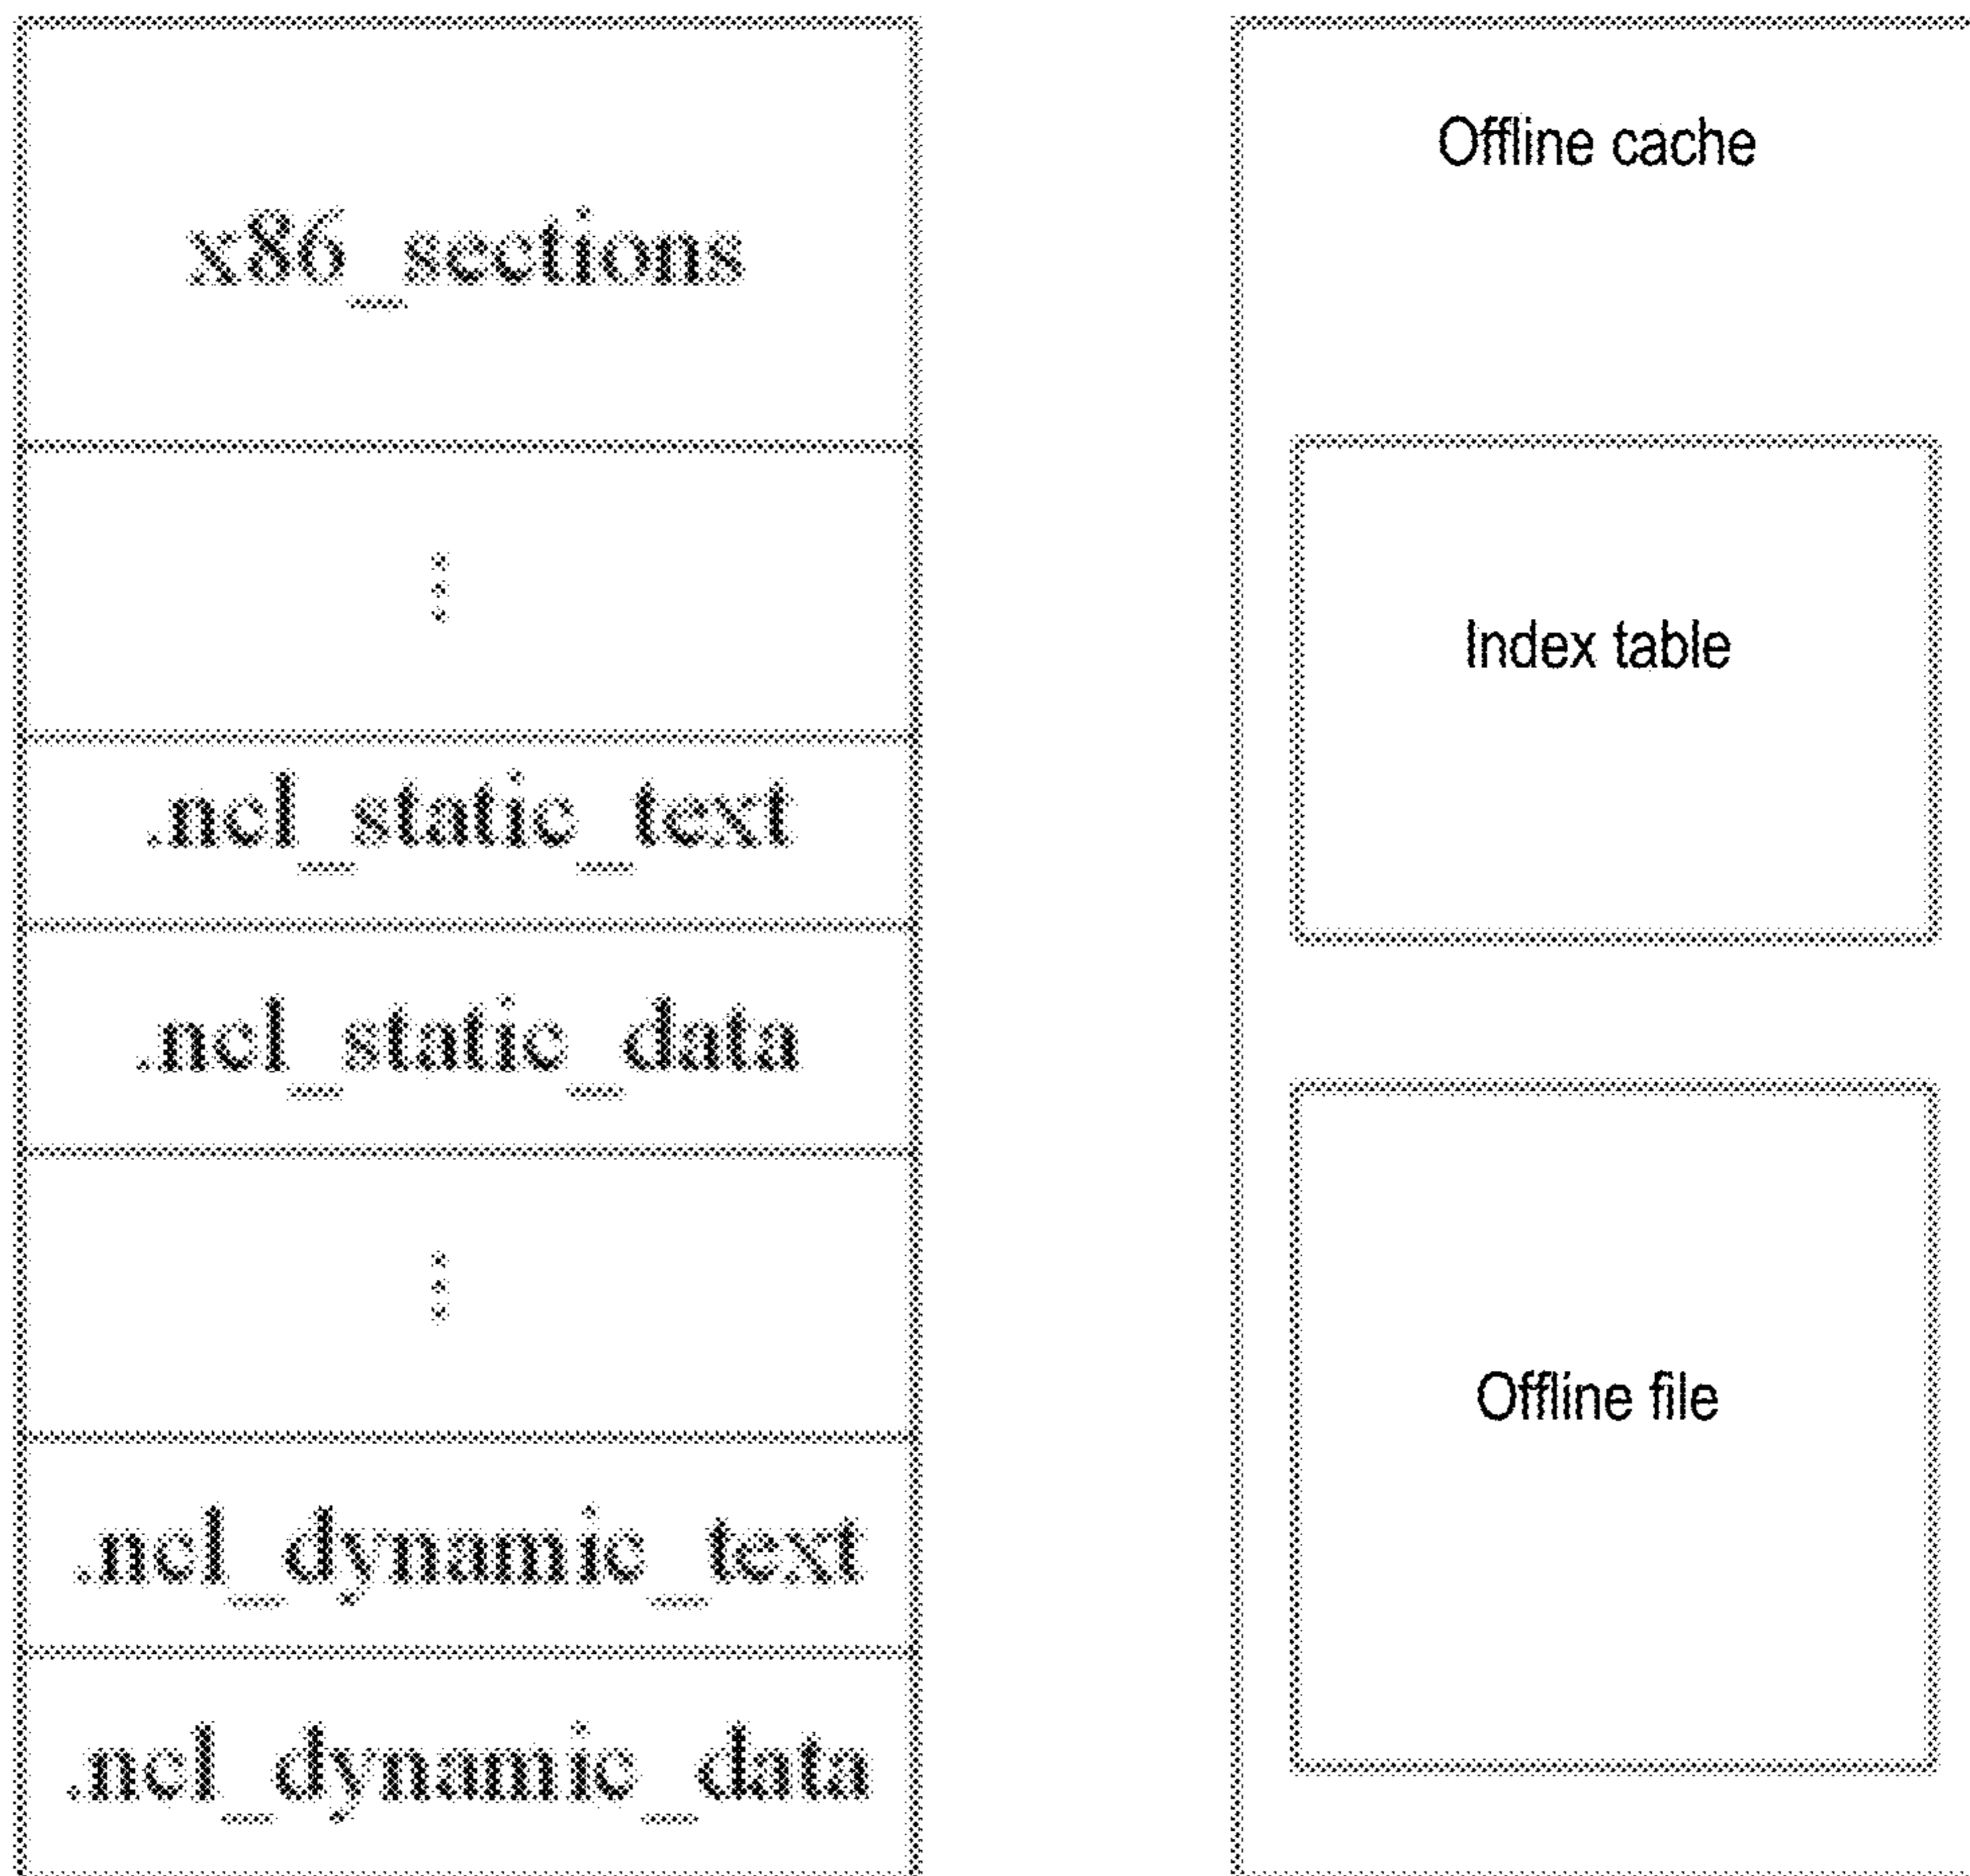 x86_sections
⋮
.ncl_static_text
.ncl_static_data
⋮
.ncl_dynamic_text
.ncl_dynamic_data
Offline cache
Index table
Offline file